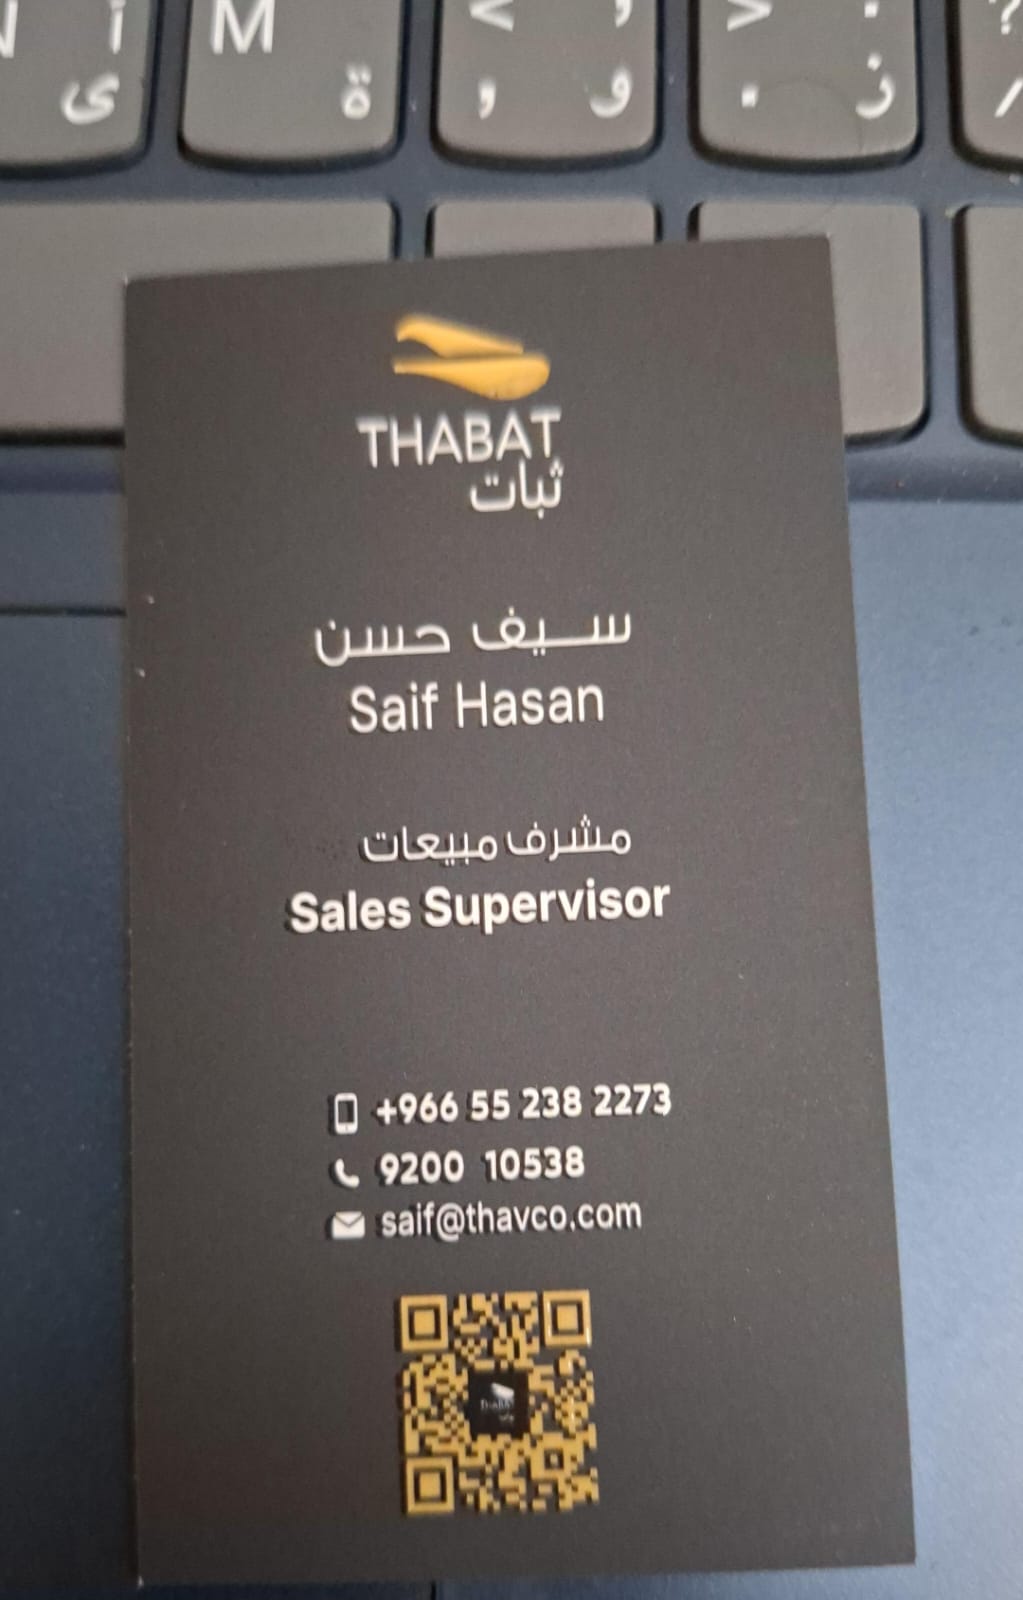 M
ى
ة
و
ز
THABAT
ثبات
سيف حسن
Saif Hasan
مشرف مبيعات
Sales Supervisor
+966 55 238 2273
9200 10538
saif@thavco.com